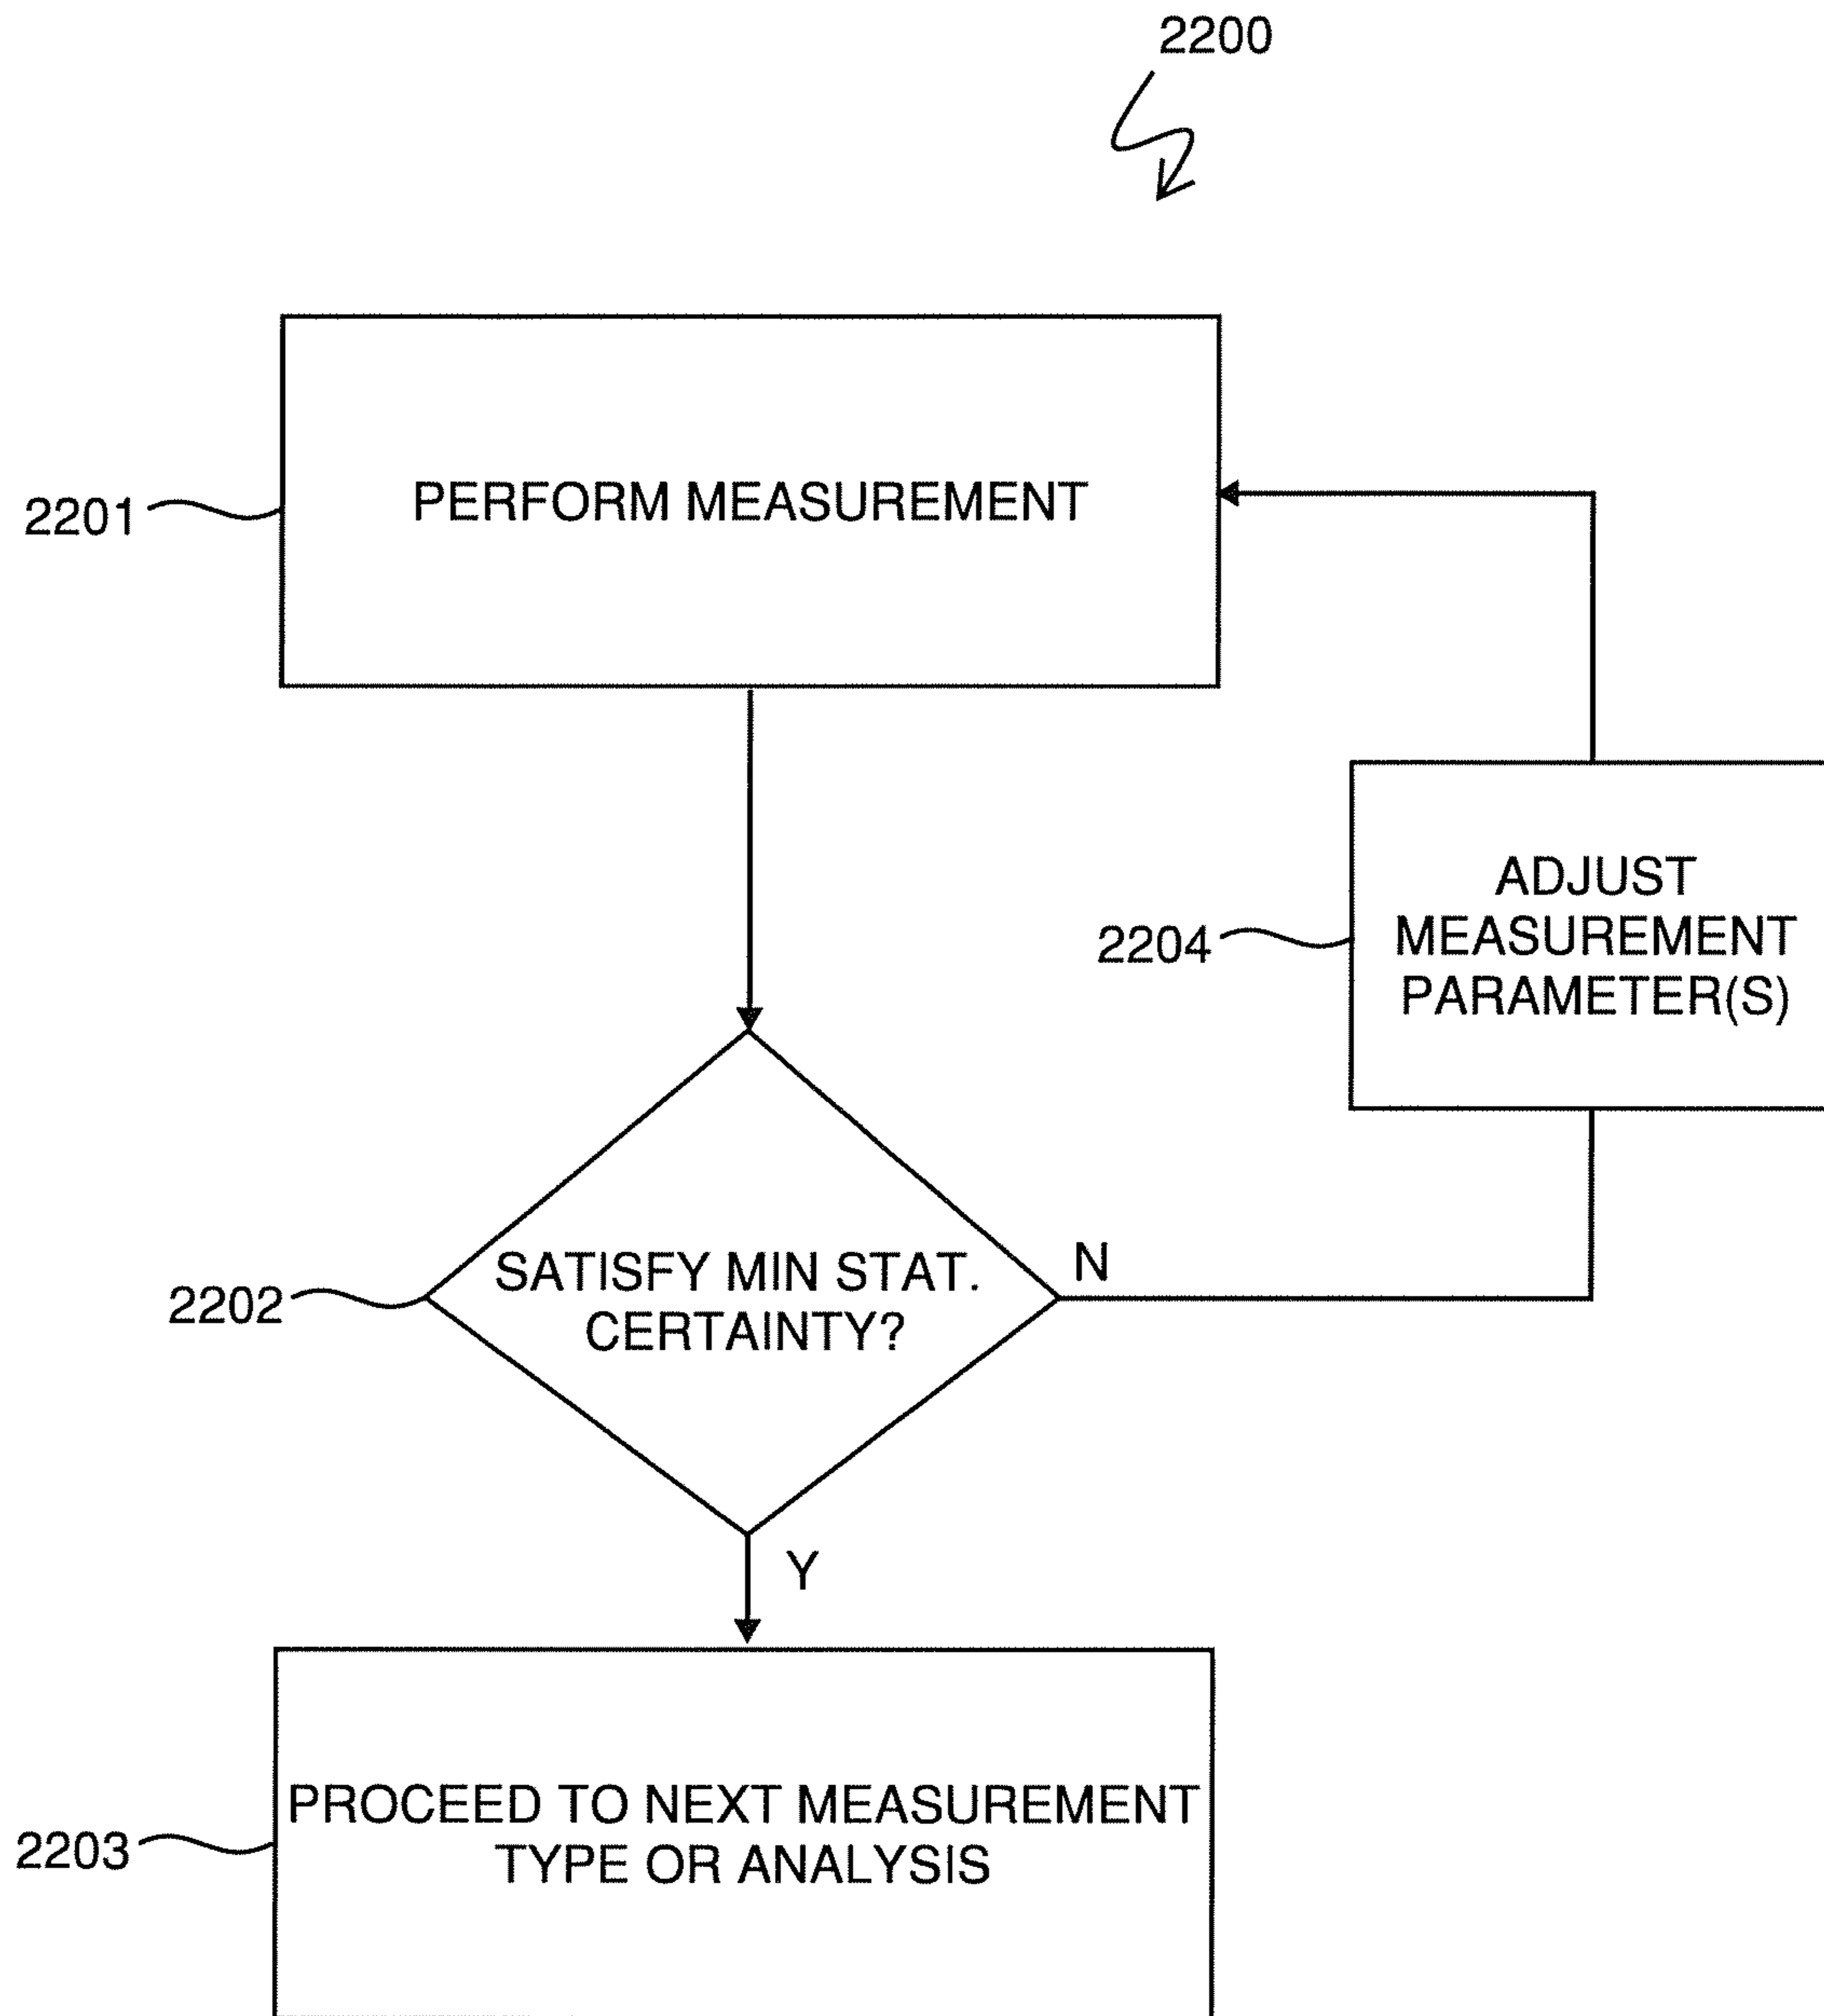 2200
2201
PERFORM MEASUREMENT
2204
ADJUST
MEASUREMENT
PARAMETER(S)
2202
SATISFY MIN STAT.
CERTAINTY?
N
Y
2203
PROCEED TO NEXT MEASUREMENT
TYPE OR ANALYSIS